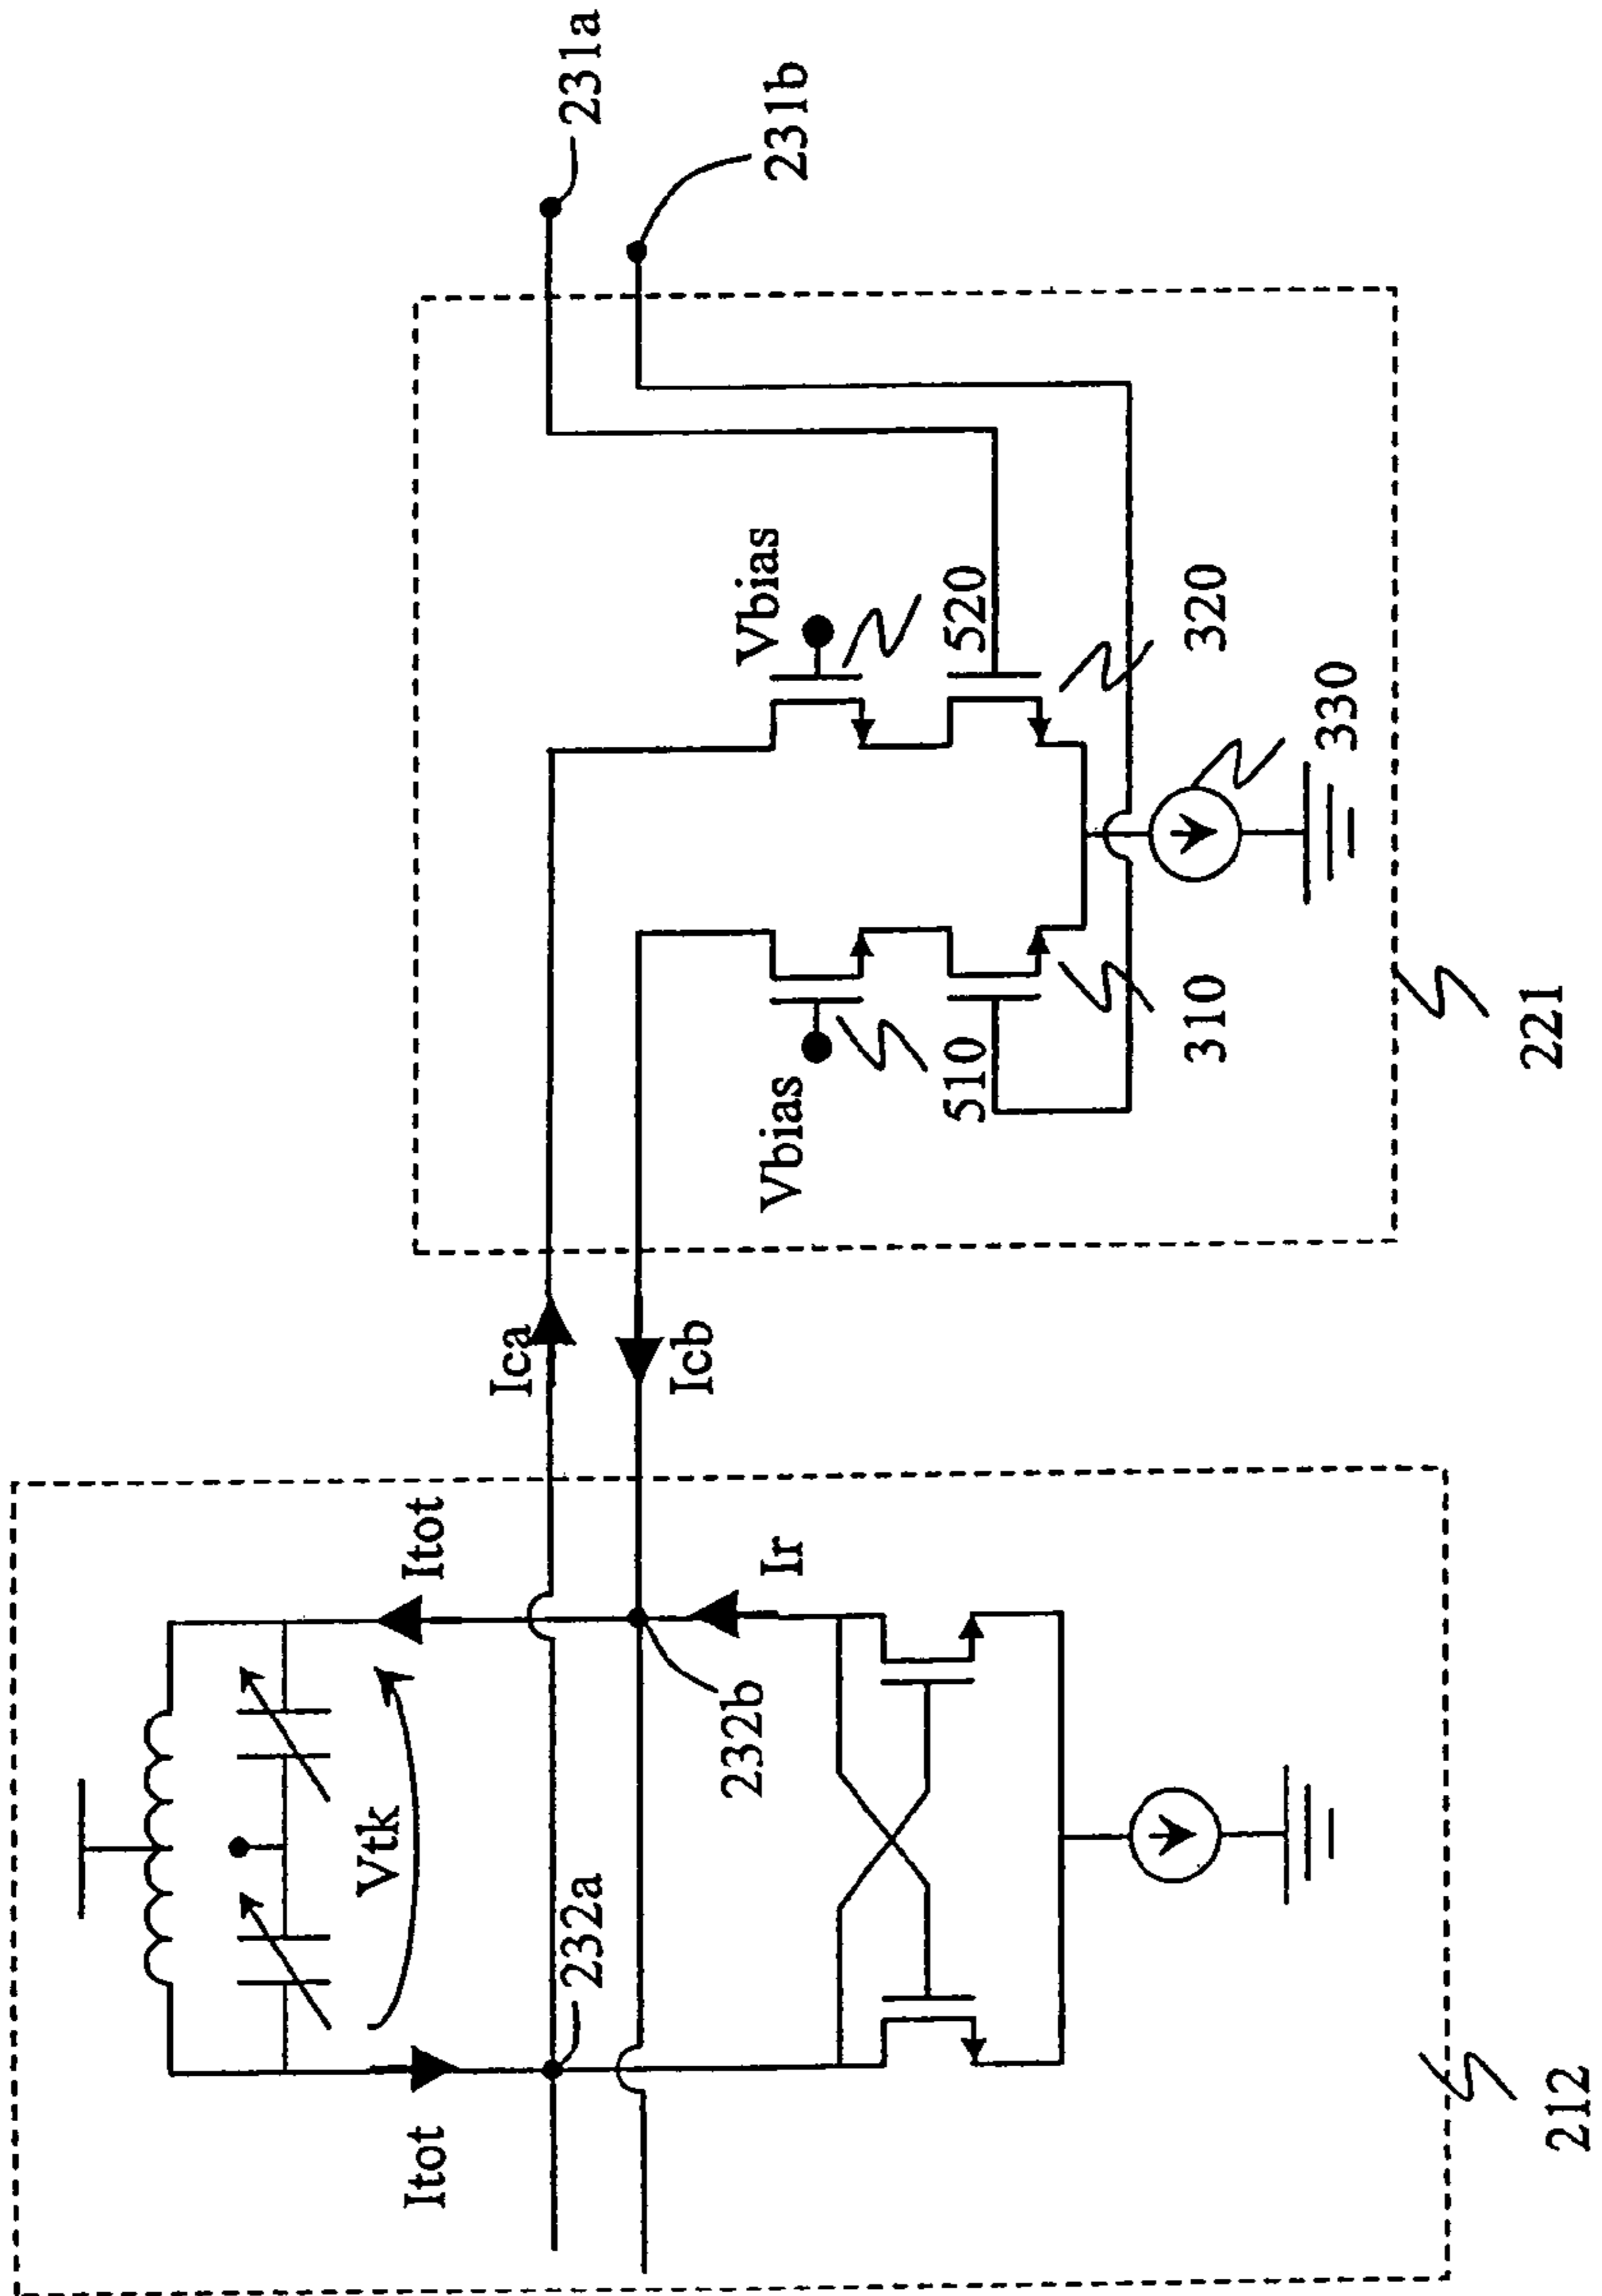 231a
231b
Vbias
520
320
330
Vbias
510
310
221
Ica
Icb
Itot
Ir
Vtk
232b
232a
Itot
212